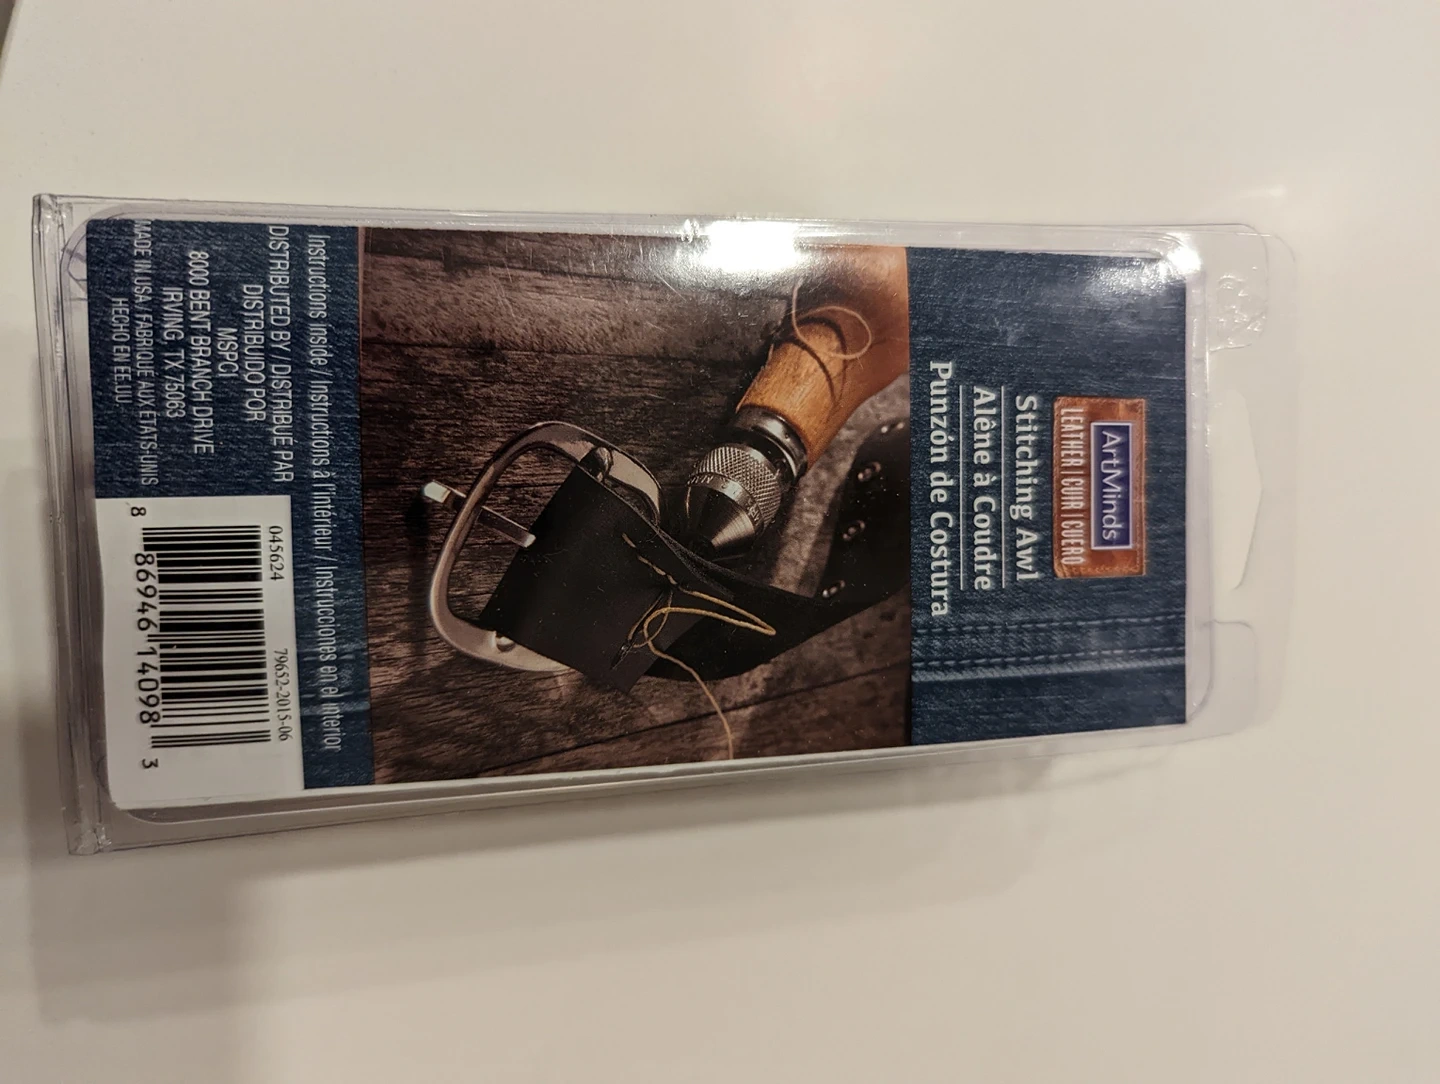 ArtMinds
LEATHER CUIR CUERO
Stitching Awl
Alêne à Coudre
Punzón de Costura
Instructions inside / Instructions à l'intérieur / Instrucciones en el interior
DISTRIBUTED BY / DISTRIBUÉ PAR
DISTRIBUIDO POR
MSPCI
8000 BENT BRANCH DRIVE
IRVING TX 75063
MADE IN USA, FABRIQUÉ AUX ÉTATS-UNIS
HECHO EN EE.UU.
045624 79652-2015-06
8 86946 14098 3